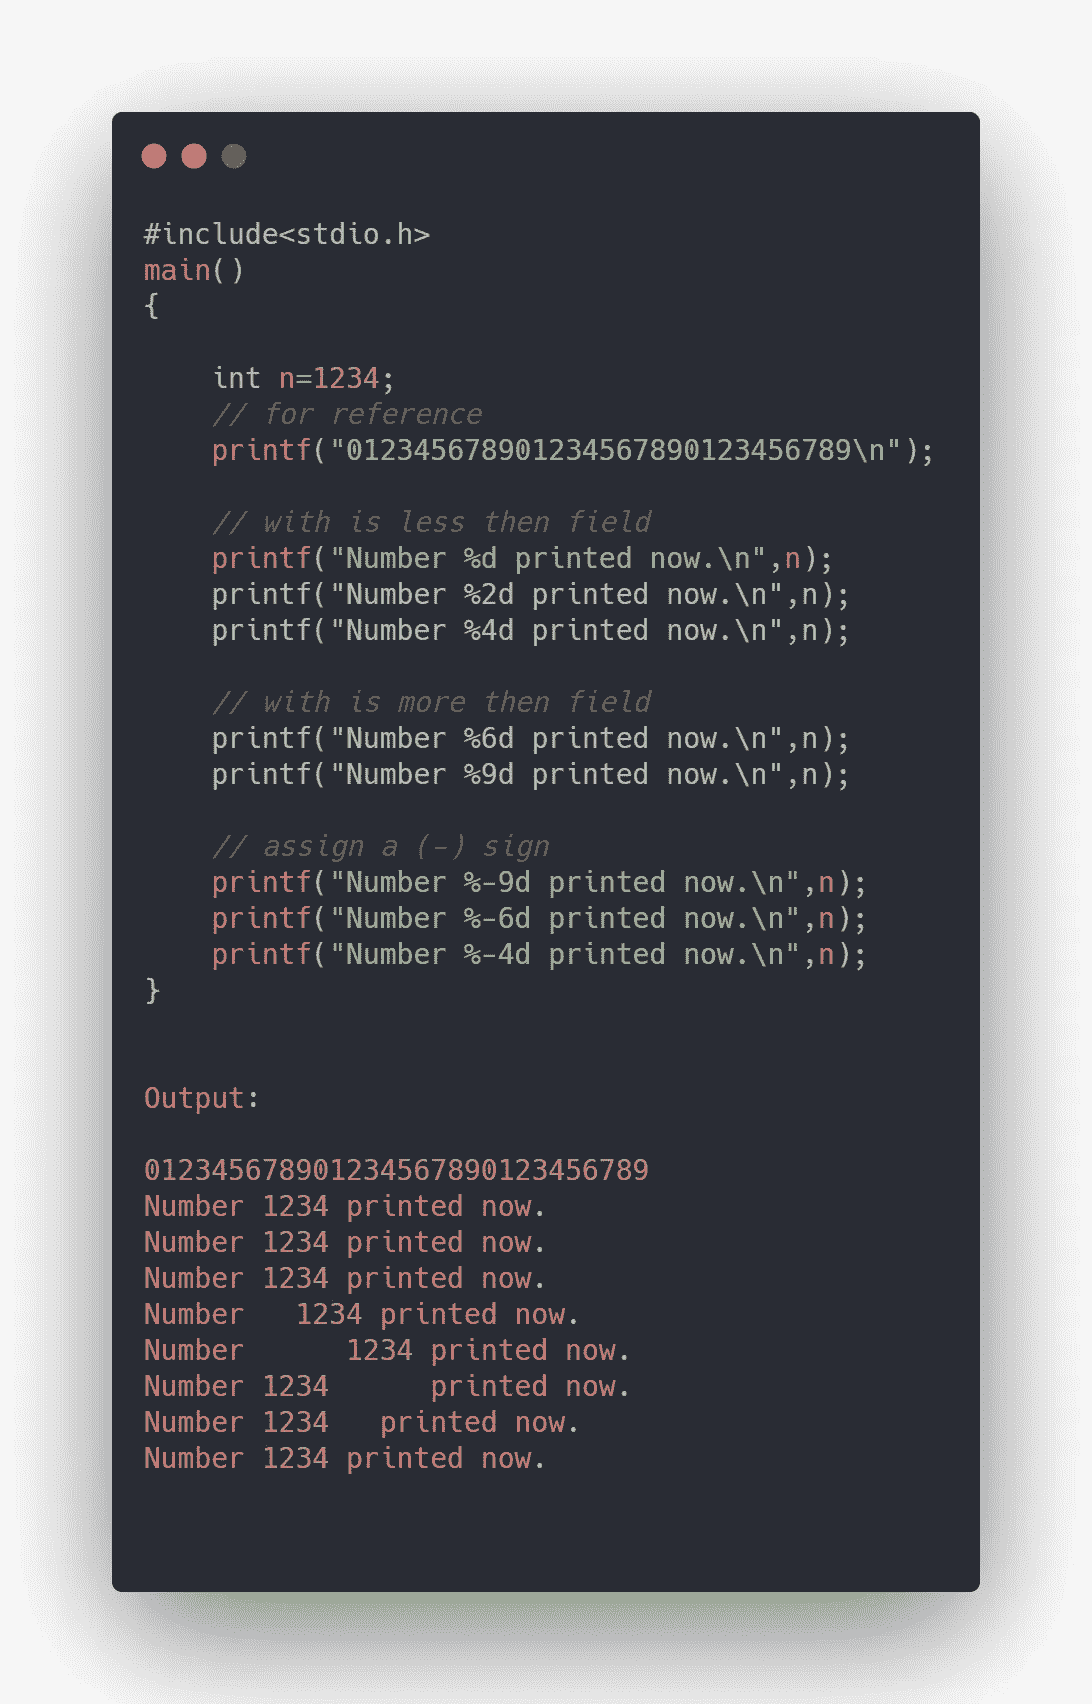 #include<stdio.h>
main()
{
    int n=1234;
    // for reference
    printf("012345678901234567890123456789\n");
    // with is less then field
    printf("Number %d printed now.\n",n);
    printf("Number %2d printed now.\n",n);
    printf("Number %4d printed now.\n",n);
    // with is more then field
    printf("Number %6d printed now.\n",n);
    printf("Number %9d printed now.\n",n);
    // assign a (-) sign
    printf("Number %-9d printed now.\n",n);
    printf("Number %-6d printed now.\n",n);
    printf("Number %-4d printed now.\n",n);
}
Output:
012345678901234567890123456789
Number 1234 printed now.
Number 1234 printed now.
Number 1234 printed now.
Number   1234 printed now.
Number      1234 printed now.
Number 1234      printed now.
Number 1234   printed now.
Number 1234 printed now.